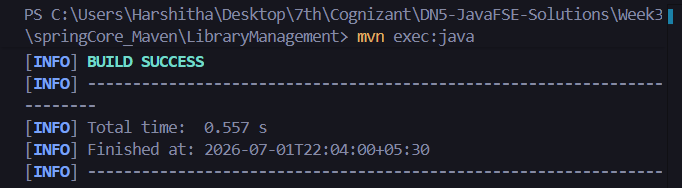 PS C:\Users\Harshitha\Desktop\7th\Cognizant\DN5-JavaFSE-Solutions\Week3
\springCore_Maven\LibraryManagement> mvn exec:java
[INFO] BUILD SUCCESS
[INFO] ----------------------------------------------------------------
--------
[INFO] Total time:  0.557 s
[INFO] Finished at: 2026-07-01T22:04:00+05:30
[INFO] ----------------------------------------------------------------